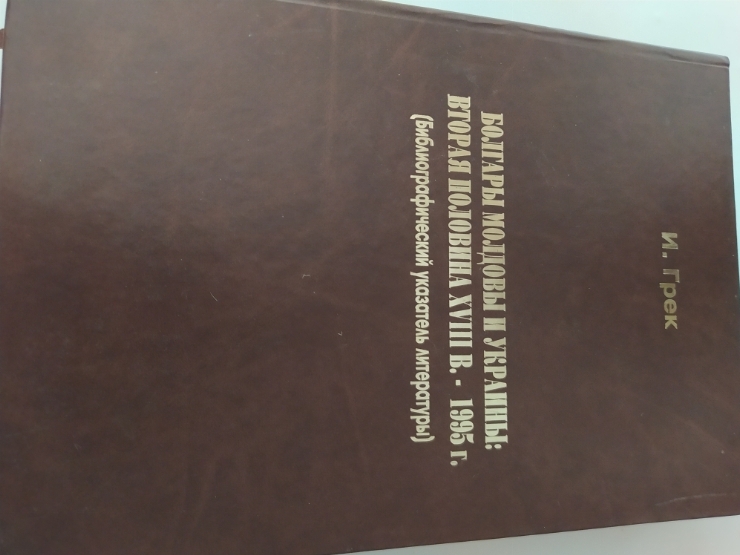 И. Грек
БОЛГАРЫ МОЛДОВЫ И УКРАИНЫ:
ВТОРАЯ ПОЛОВИНА XVIII В. - 1995 г.
(Библиографический указатель литературы)